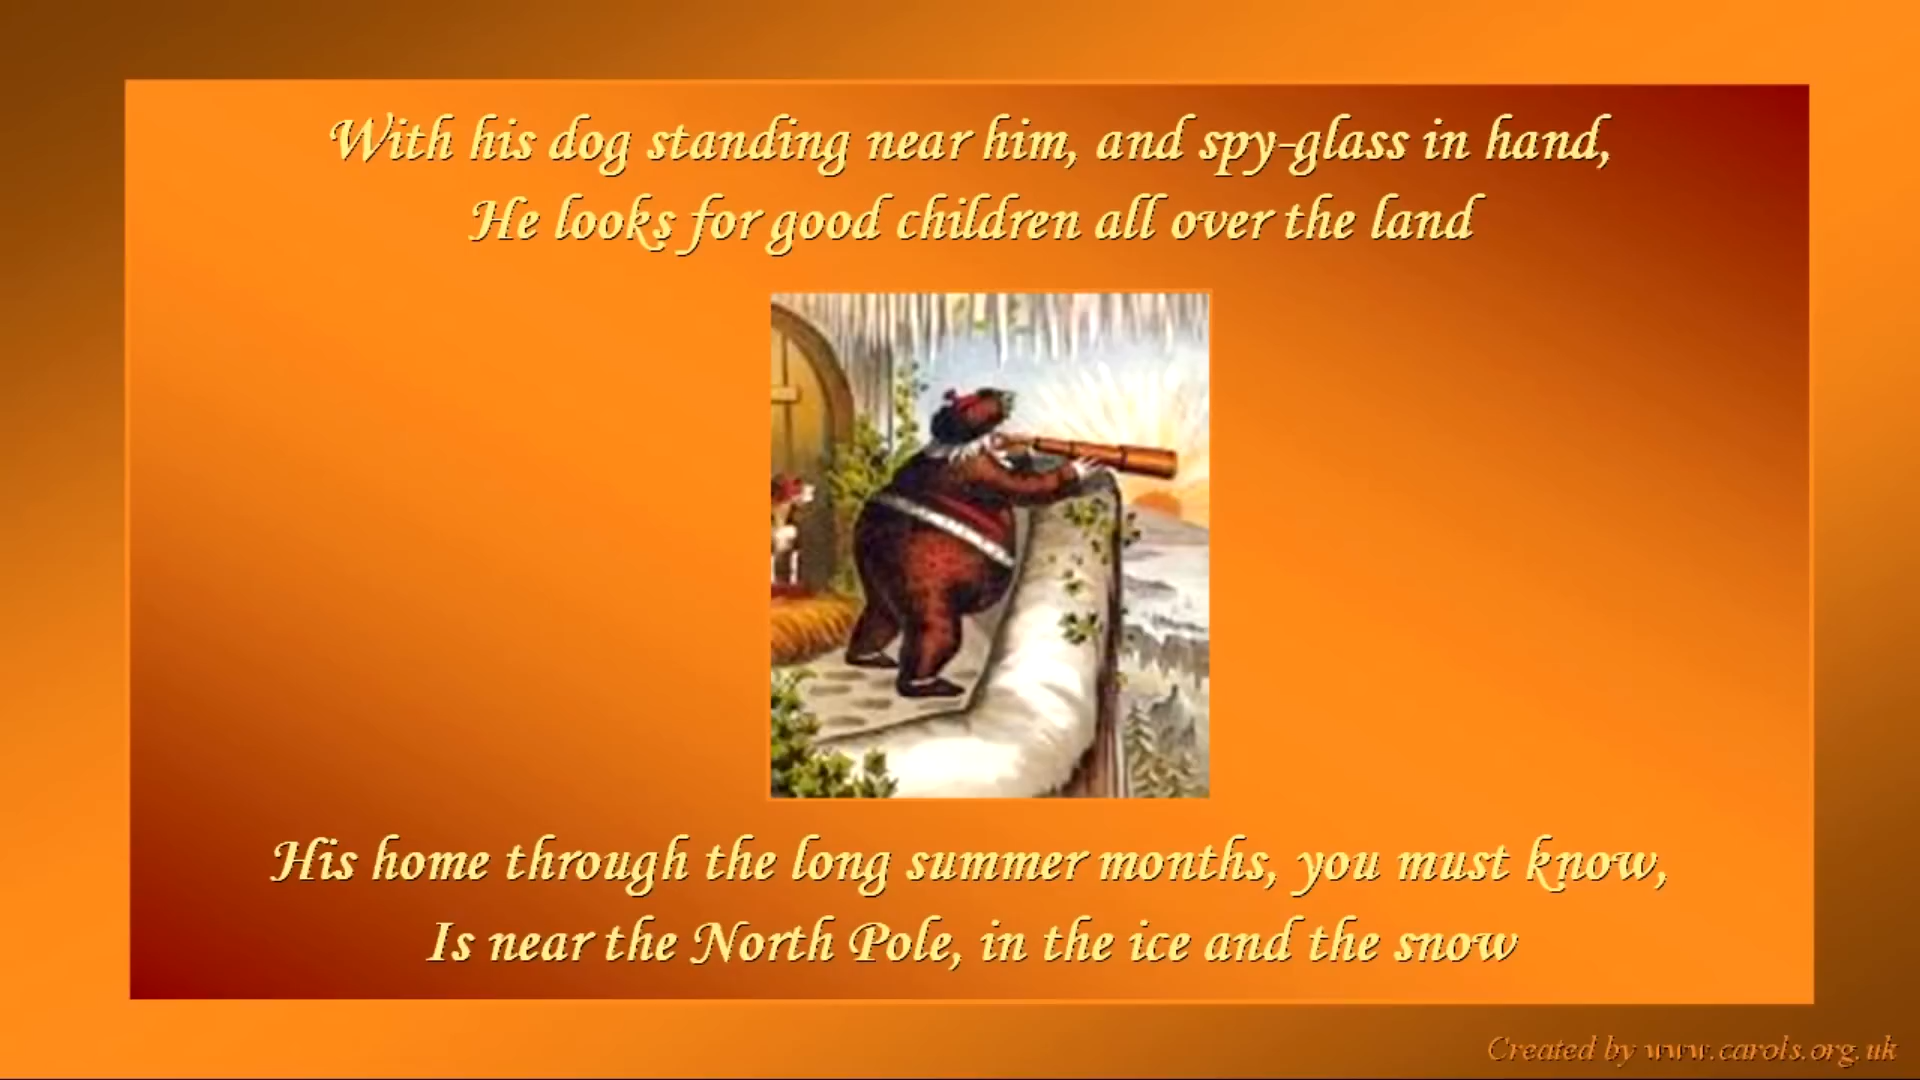 With his dog standing near him, and spy-glass in hand,
He looks for good children all over the land
His home through the long summer months, you must know,
Is near the North Pole, in the ice and the snow
Created by www.carols.org.uk